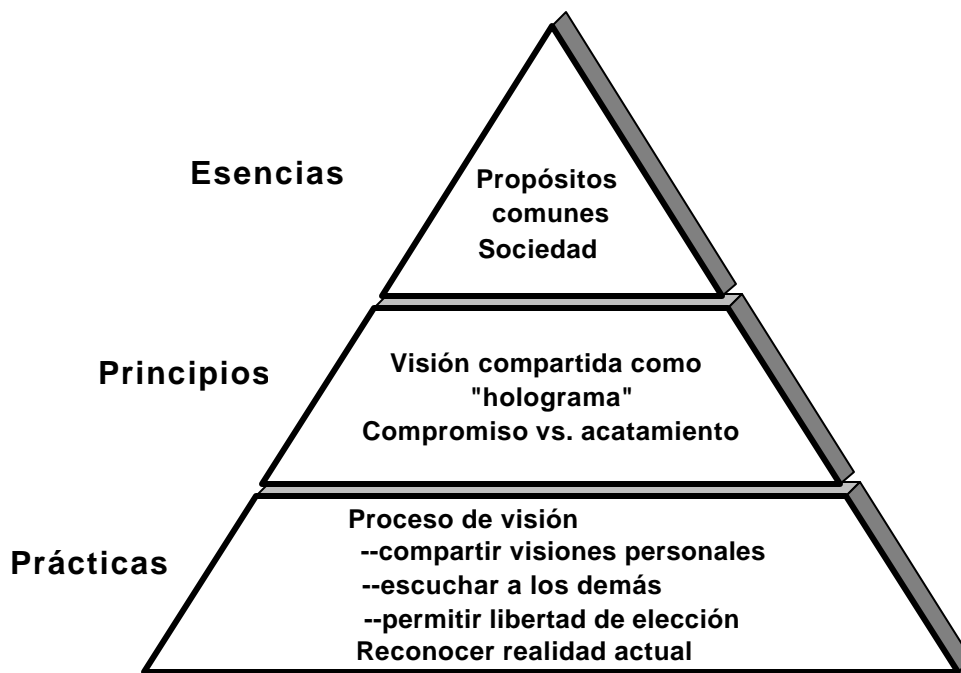 Esencias
Propósitos
comunes
Sociedad
Principios
Visión compartida como
"holograma"
Compromiso vs. acatamiento
Prácticas
Proceso de visión
--compartir visiones personales
--escuchar a los demás
--permitir libertad de elección
Reconocer realidad actual